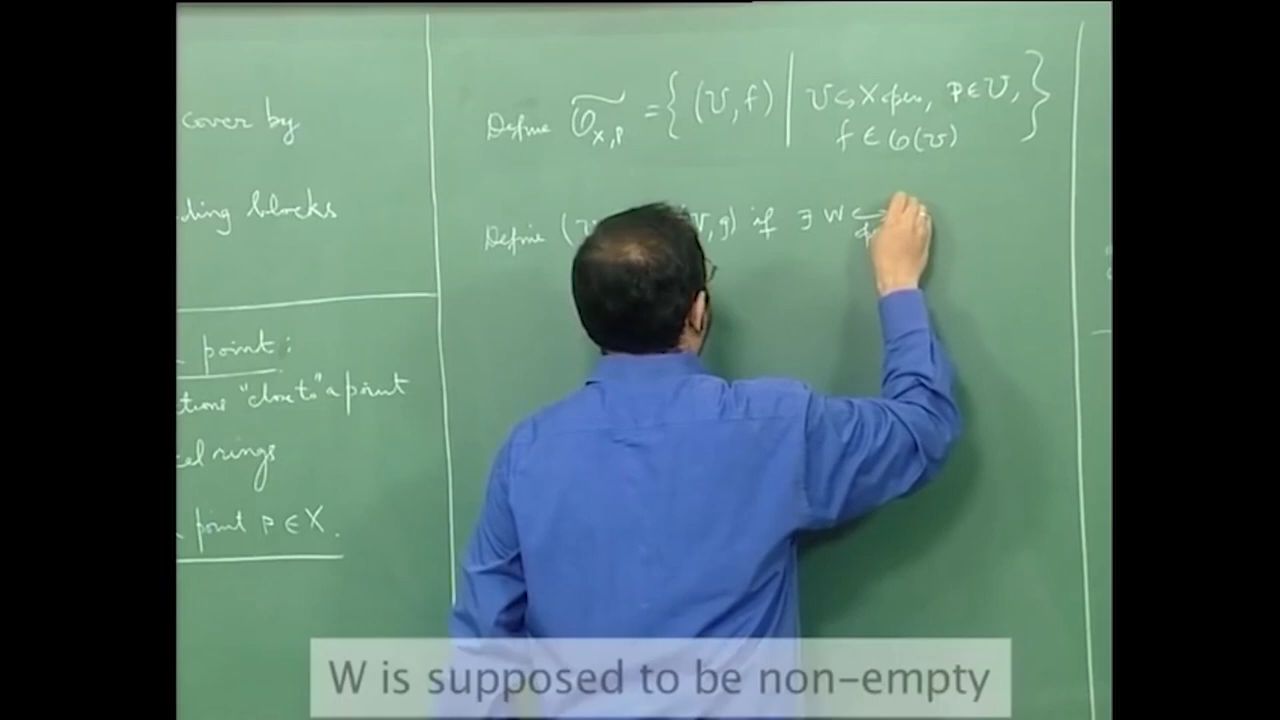 cover by
ding blocks
point:
tions "close to" a point
cal rings
point P ∈ X.
Define Õ_{X,P} = { (U, f) | U ⊂ X open, P ∈ U,
f ∈ O(U) }
Define ( , g) if ∃ W ↪
W is supposed to be non-empty